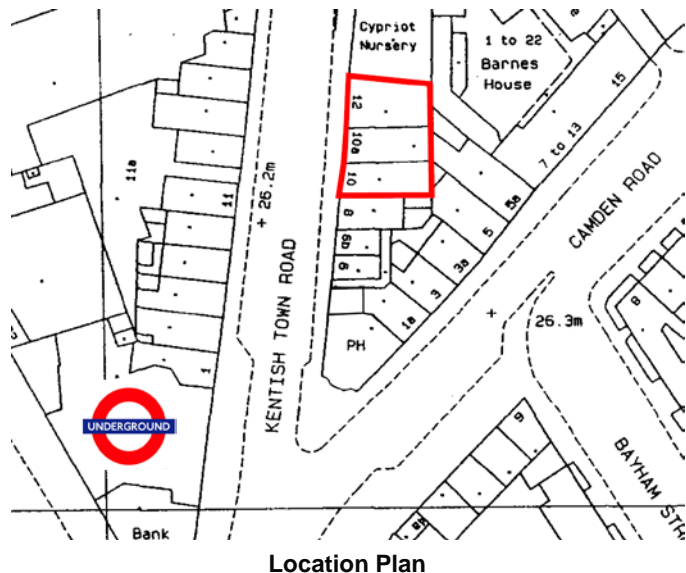 Cypriot
Nursery
1 to 22
Barnes
House
12
10a
10
8
6b
6
15
7 to 13
5a
5
3a
3
1a
PH
11a
11
1
+ 26.2m
KENTISH TOWN ROAD
CAMDEN ROAD
26.3m
8
9
BAYHAM STR
UNDERGROUND
Bank
Location Plan